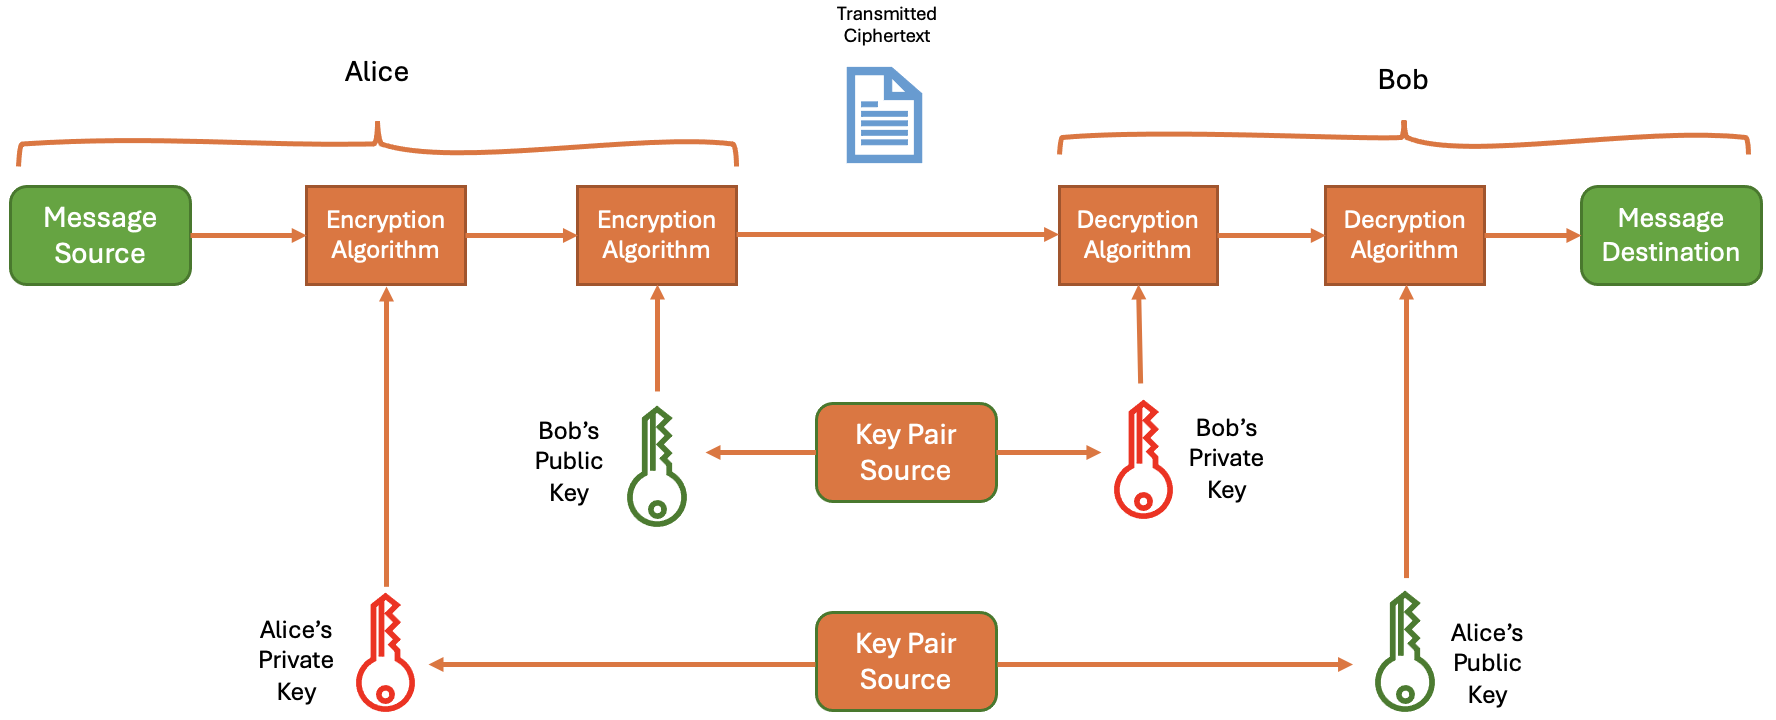 Transmitted
Ciphertext
Alice
Bob
Message
Source
Encryption
Algorithm
Encryption
Algorithm
Decryption
Algorithm
Decryption
Algorithm
Message
Destination
Bob's
Public
Key
Key Pair
Source
Bob's
Private
Key
Alice's
Private
Key
Key Pair
Source
Alice's
Public
Key